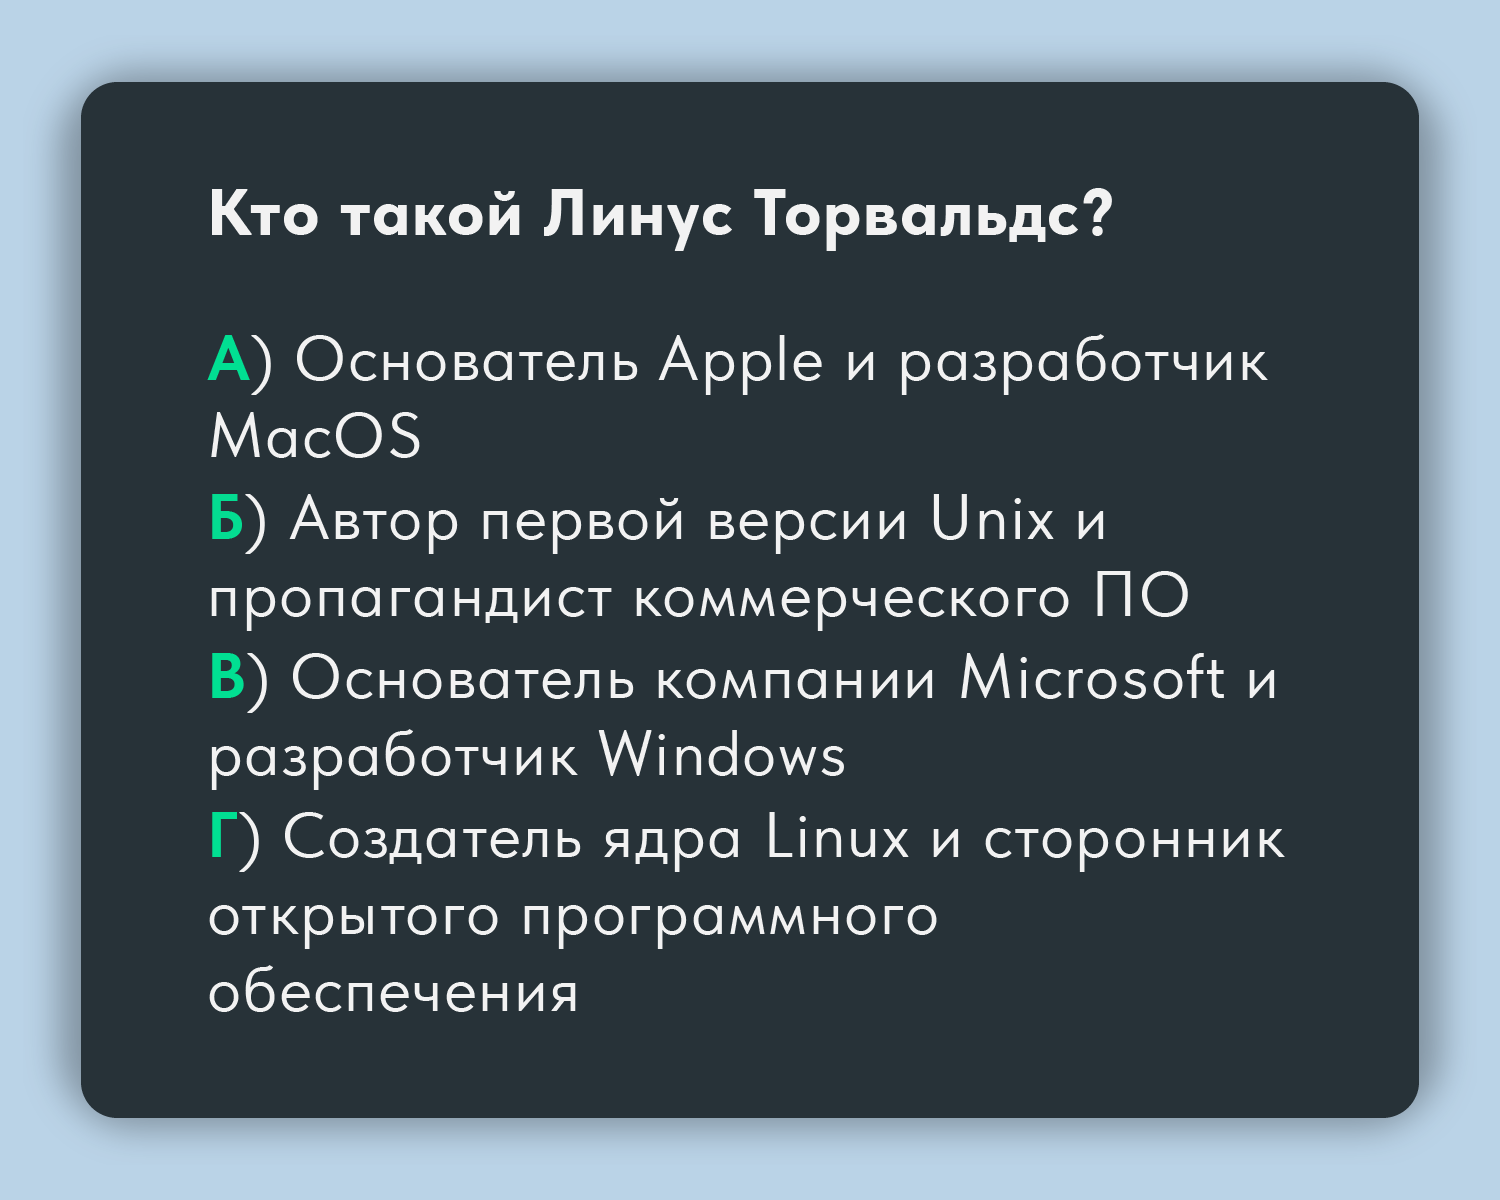 Кто такой Линус Торвальдс?
А) Основатель Apple и разработчик
MacOS
Б) Автор первой версии Unix и
пропагандист коммерческого ПО
В) Основатель компании Microsoft и
разработчик Windows
Г) Создатель ядра Linux и сторонник
открытого программного
обеспечения